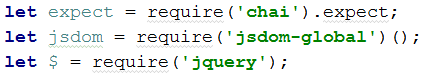 let expect = require('chai').expect;
let jsdom = require('jsdom-global')();
let $ = require('jquery');